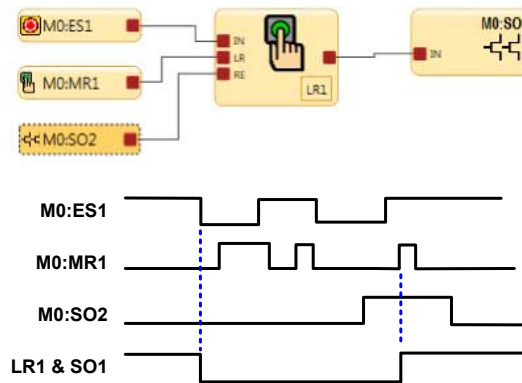 M0:ES1
M0:MR1
M0:SO2
IN
LR
RE
LR1
M0:SO
IN
M0:ES1
M0:MR1
M0:SO2
LR1 & SO1